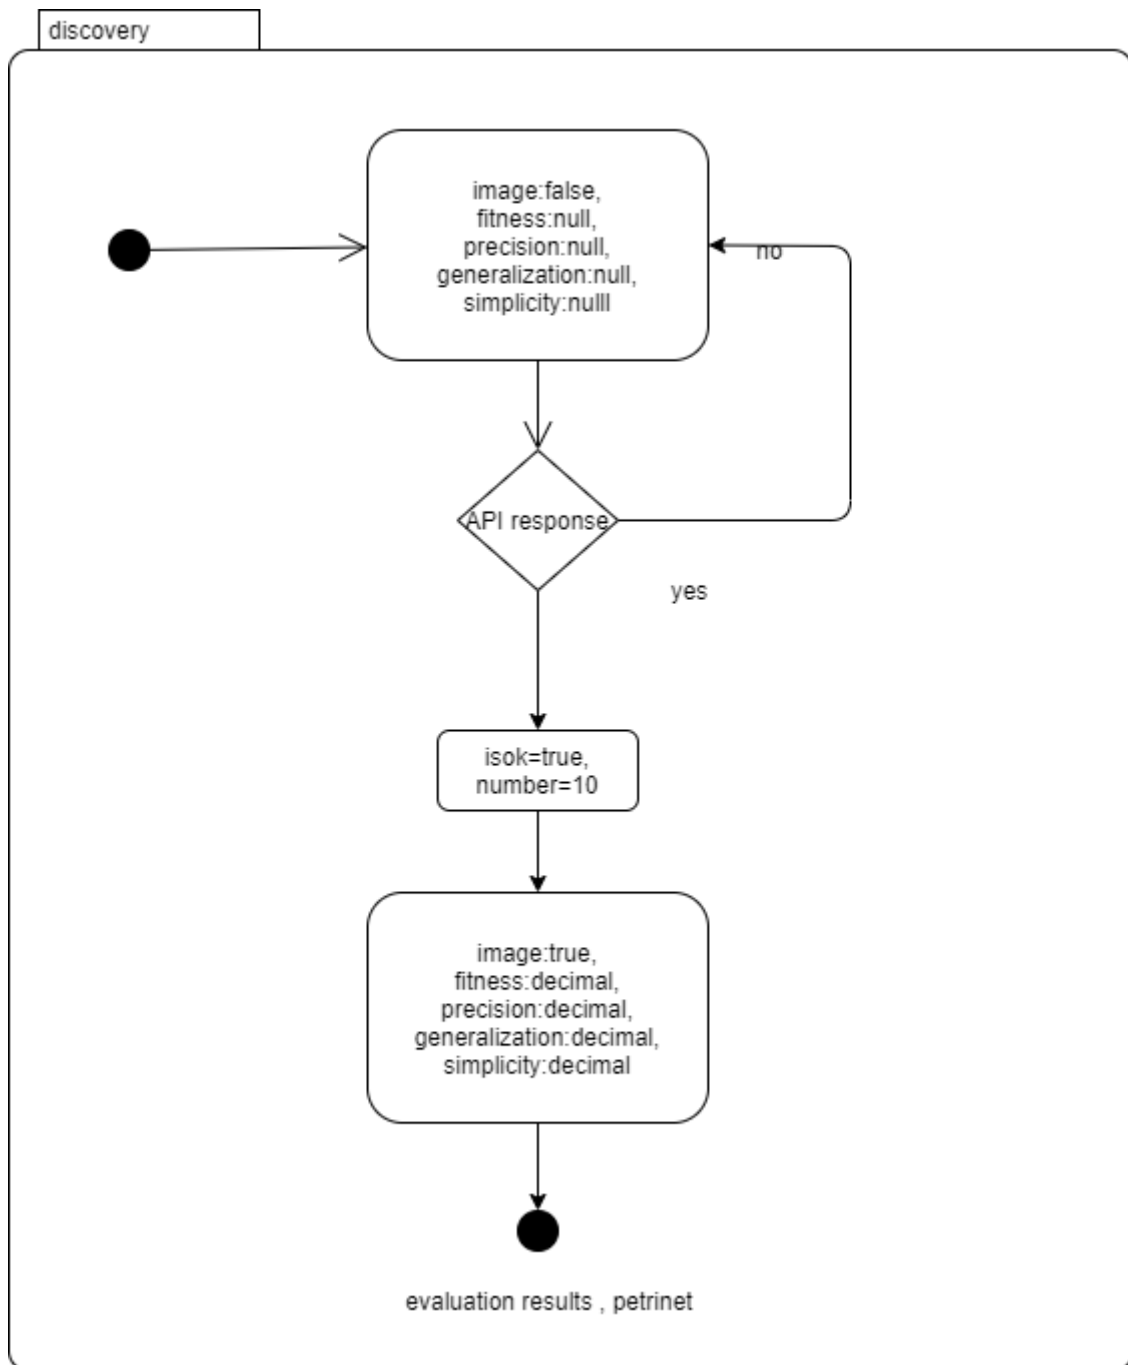 discovery
image:false,
fitness:null,
precision:null,
generalization:null,
simplicity:nulll
no
API response
yes
isok=true,
number=10
image:true,
fitness:decimal,
precision:decimal,
generalization:decimal,
simplicity:decimal
evaluation results , petrinet